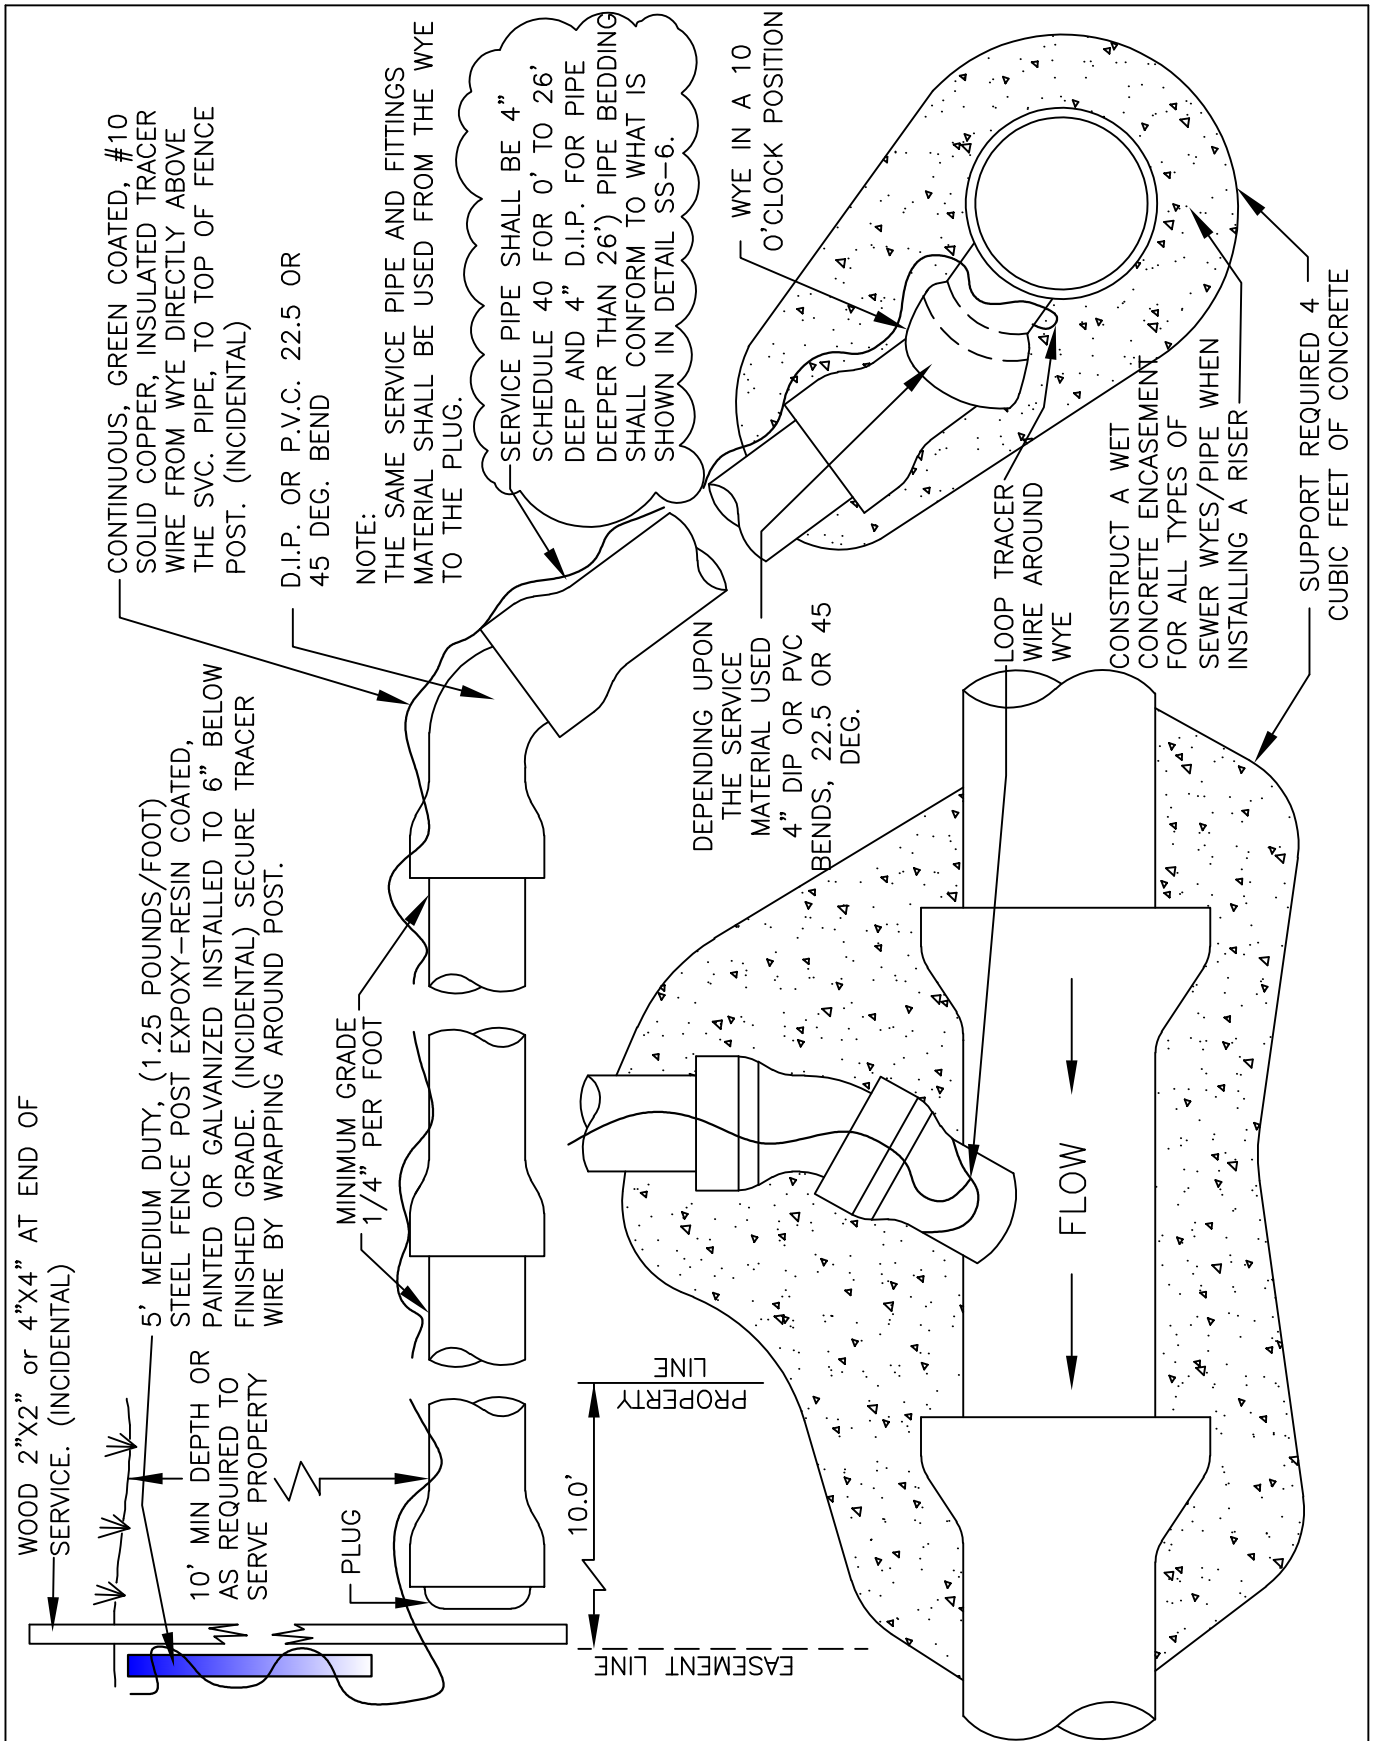 WOOD 2"X2" or 4"X4" AT END OF
SERVICE. (INCIDENTAL)
5' MEDIUM DUTY, (1.25 POUNDS/FOOT)
STEEL FENCE POST EXPOXY-RESIN COATED,
PAINTED OR GALVANIZED INSTALLED TO 6" BELOW
FINISHED GRADE. (INCIDENTAL) SECURE TRACER
WIRE BY WRAPPING AROUND POST.
10' MIN DEPTH OR
AS REQUIRED TO
SERVE PROPERTY
PLUG
MINIMUM GRADE
1/4" PER FOOT
10.0'
PROPERTY
LINE
EASEMENT LINE
CONTINUOUS, GREEN COATED, #10
SOLID COPPER, INSULATED TRACER
WIRE FROM WYE DIRECTLY ABOVE
THE SVC. PIPE, TO TOP OF FENCE
POST. (INCIDENTAL)
D.I.P. OR P.V.C. 22.5 OR
45 DEG. BEND
NOTE:
THE SAME SERVICE PIPE AND FITTINGS
MATERIAL SHALL BE USED FROM THE WYE
TO THE PLUG.
SERVICE PIPE SHALL BE 4"
SCHEDULE 40 FOR 0' TO 26'
DEEP AND 4" D.I.P. FOR PIPE
DEEPER THAN 26') PIPE BEDDING
SHALL CONFORM TO WHAT IS
SHOWN IN DETAIL SS-6.
WYE IN A 10
O'CLOCK POSITION
DEPENDING UPON
THE SERVICE
MATERIAL USED
4" DIP OR PVC
BENDS, 22.5 OR 45
DEG.
LOOP TRACER
WIRE AROUND
WYE
CONSTRUCT A WET
CONCRETE ENCASEMENT
FOR ALL TYPES OF
SEWER WYES/PIPE WHEN
INSTALLING A RISER
SUPPORT REQUIRED 4
CUBIC FEET OF CONCRETE
FLOW